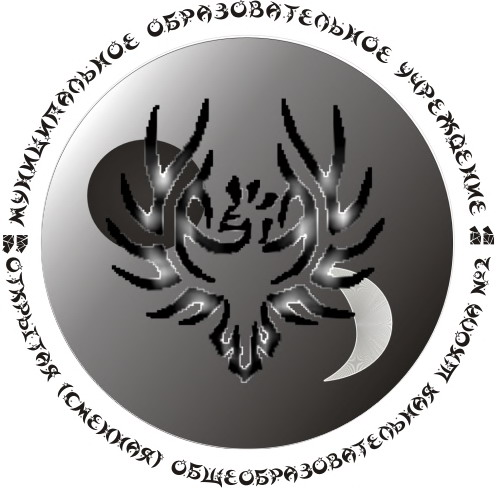 МУНИЦИПАЛЬНОЕ ОБРАЗОВАТЕЛЬНОЕ УЧРЕЖДЕНИЕ
ОТКРЫТАЯ (СМЕННАЯ) ОБЩЕОБРАЗОВАТЕЛЬНАЯ ШКОЛА №2